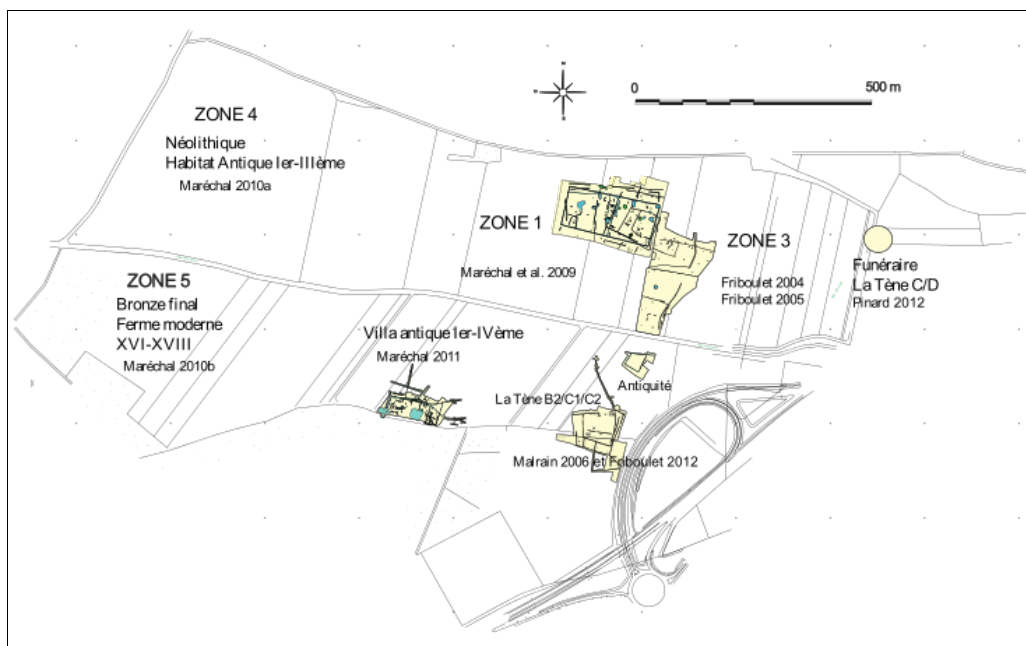 0
500 m
ZONE 4
Néolithique
Habitat Antique Ier-IIIème
Maréchal 2010a
ZONE 1
Maréchal et al. 2009
ZONE 3
Friboulet 2004
Friboulet 2005
Funéraire
La Tène C/D
Pinard 2012
ZONE 5
Bronze final
Ferme moderne
XVI-XVIII
Maréchal 2010b
Villa antique Ier-IVème
Maréchal 2011
Antiquité
La Tène B2/C1/C2
Malrain 2006 et Friboulet 2012